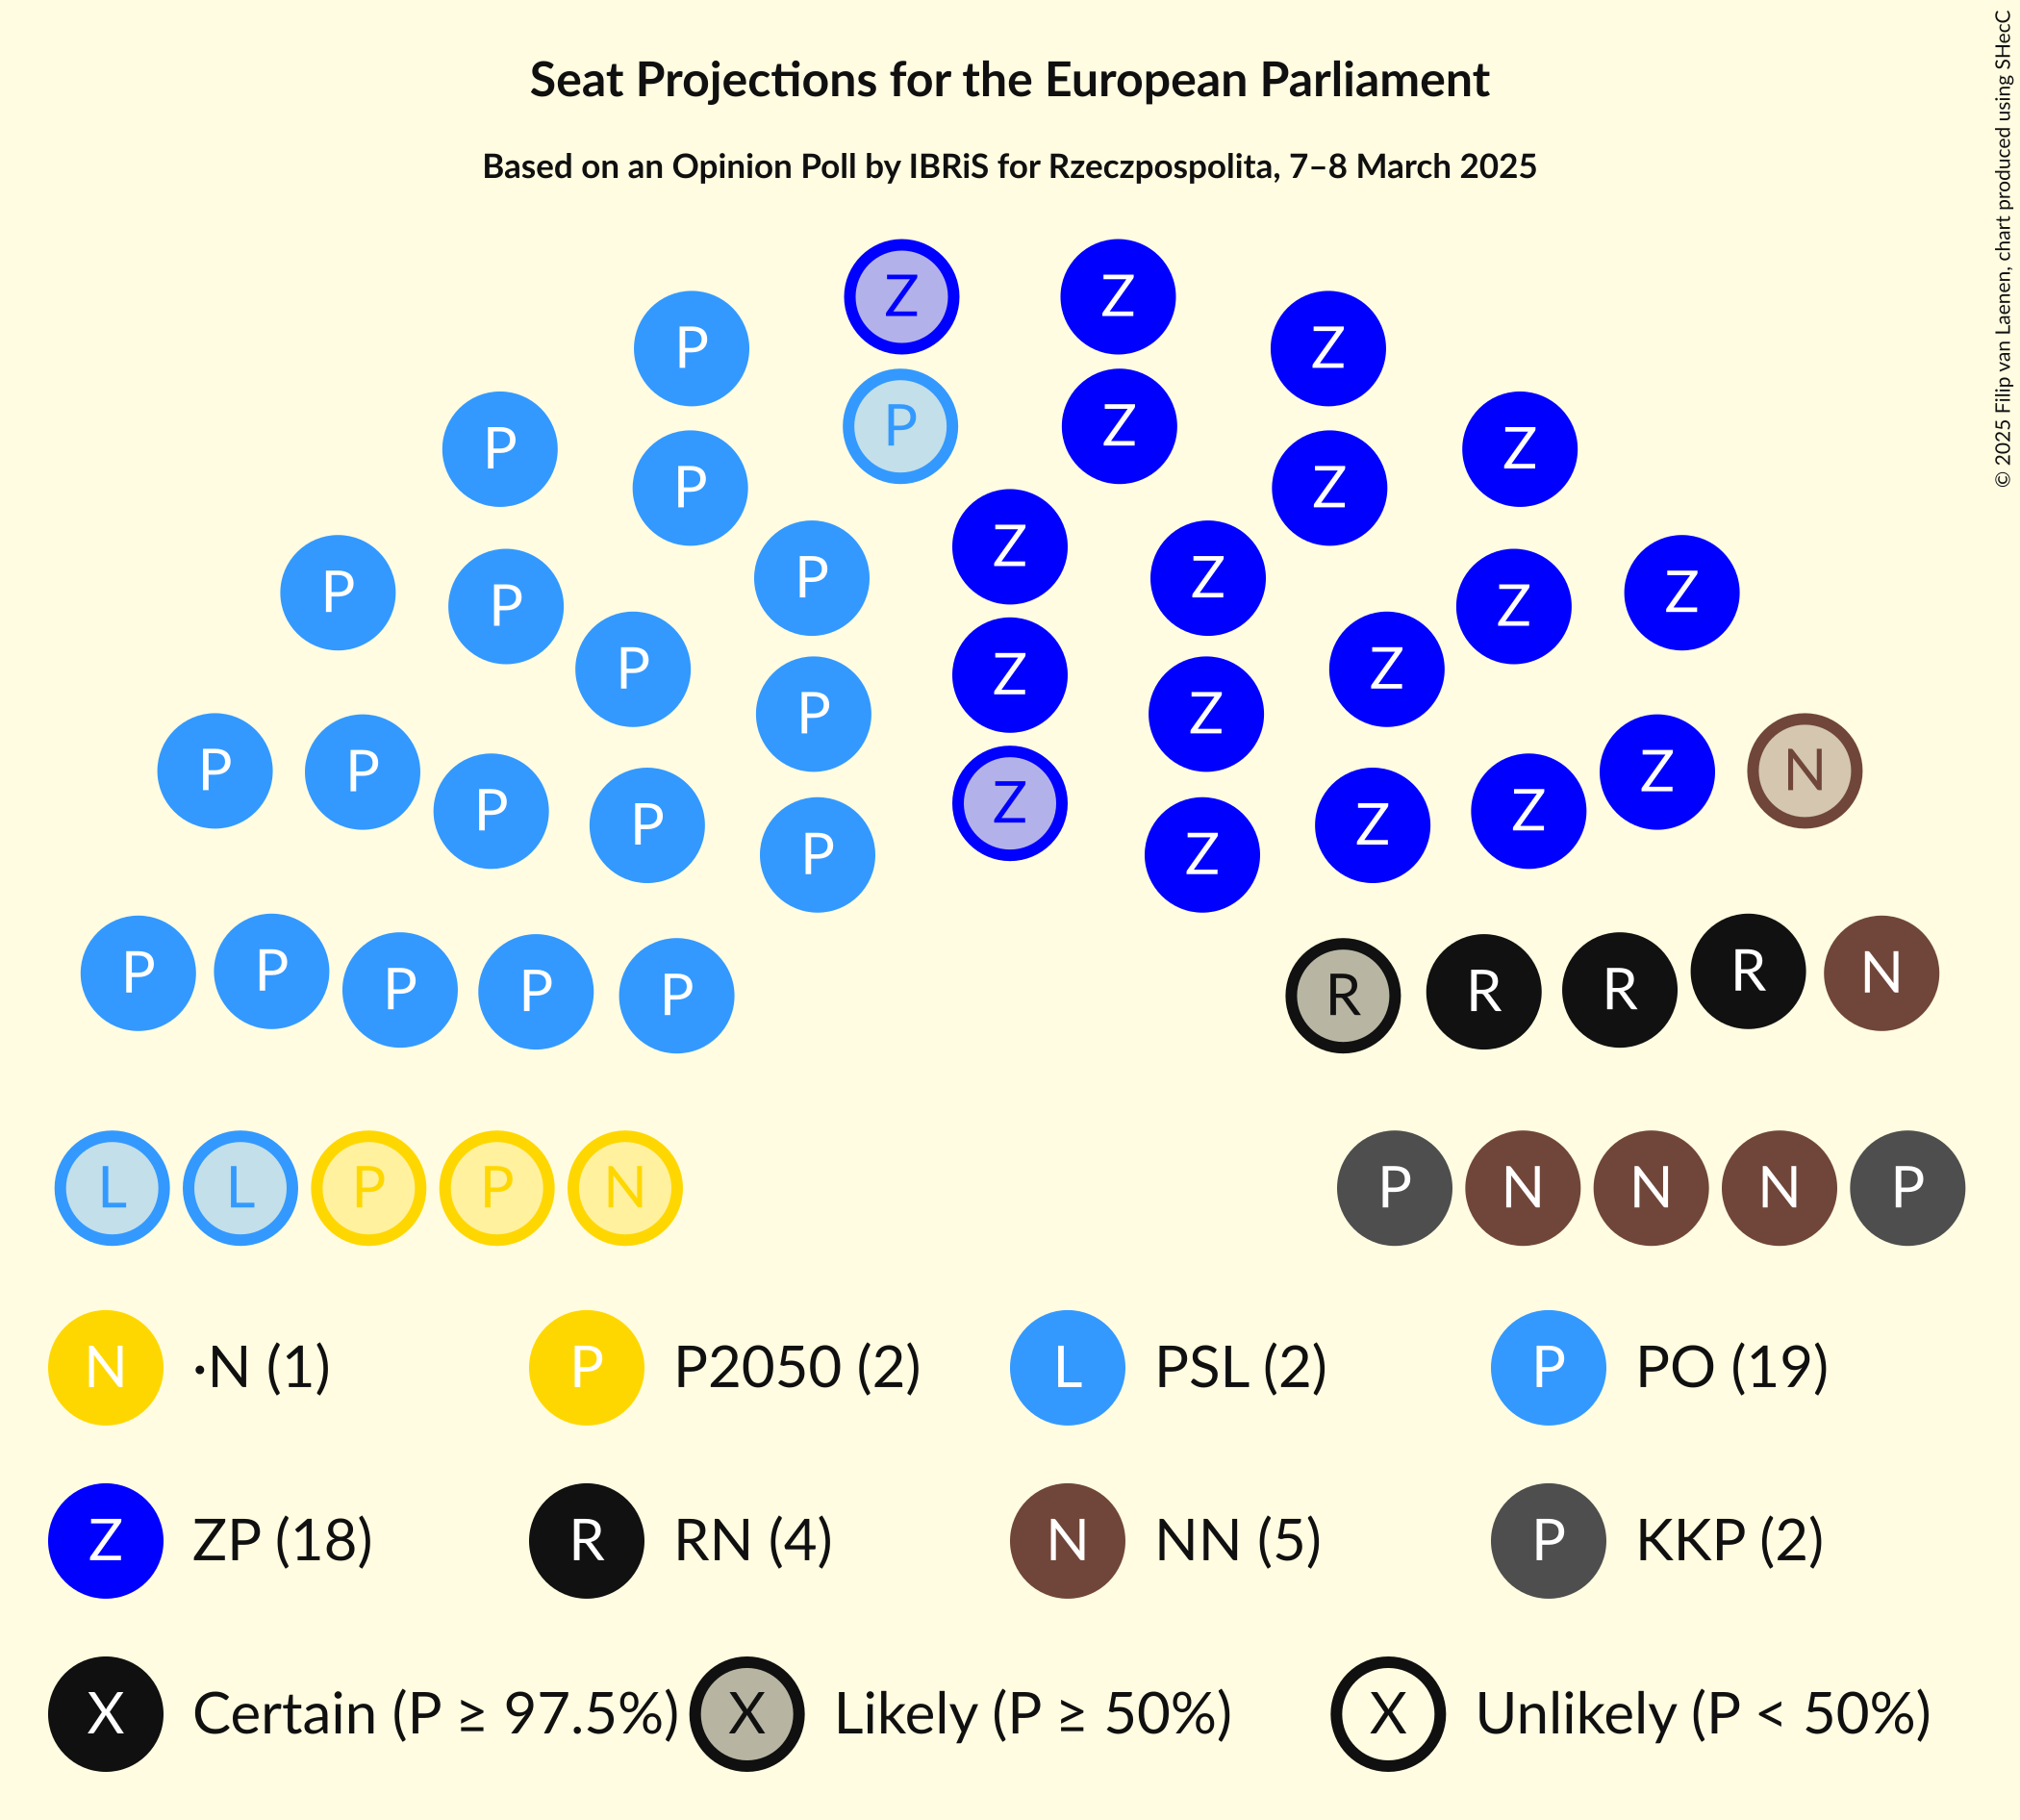 Seat Projections for the European Parliament
Based on an Opinion Poll by IBRiS for Rzeczpospolita, 7–8 March 2025
© 2025 Filip van Laenen, chart produced using SHecC
Z Z
P Z
P Z
P Z
P Z
Z
P Z
P Z
P Z
P Z
Z
P Z
P P Z N
P Z
Z
P Z
P Z
P P R N
P P R R
P R
L L P P N P N N N P
N ·N (1) P P2050 (2) L PSL (2) P PO (19)
Z ZP (18) R RN (4) N NN (5) P KKP (2)
X Certain (P ≥ 97.5%) X Likely (P ≥ 50%) X Unlikely (P < 50%)